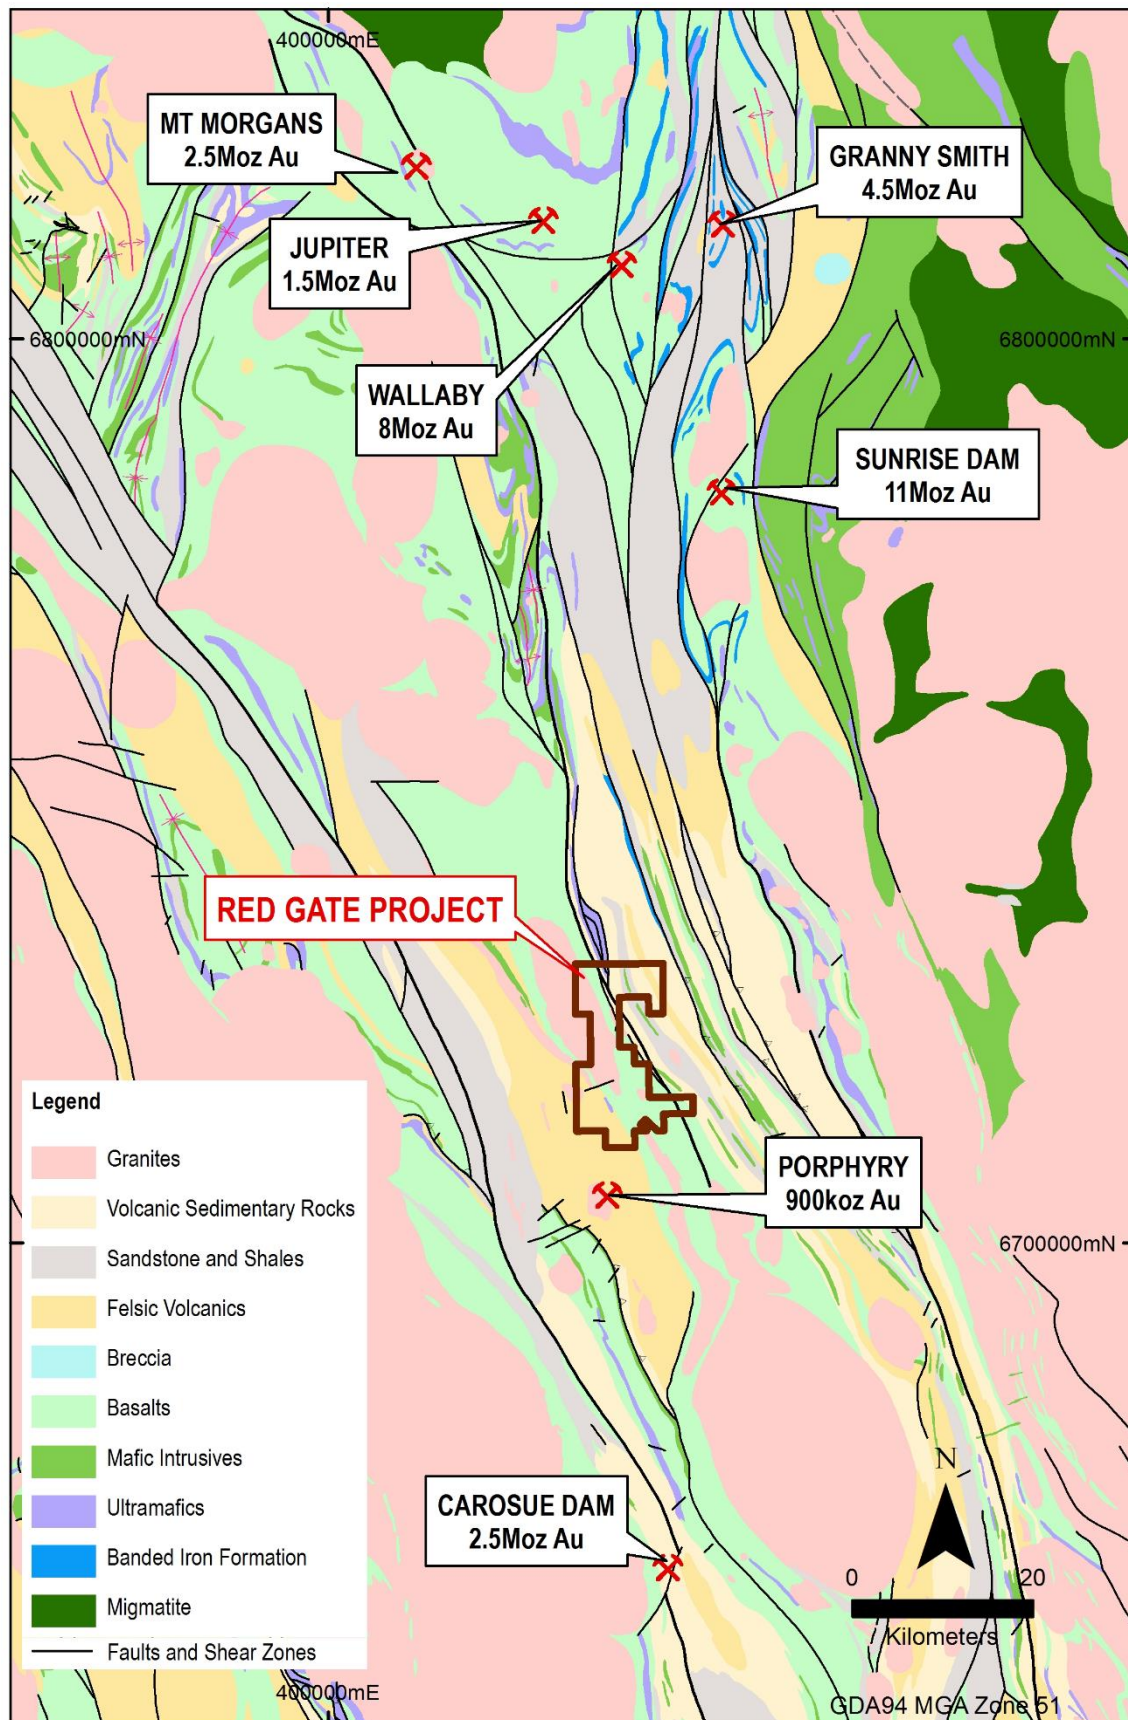 400000mE
MT MORGANS
2.5Moz Au
GRANNY SMITH
4.5Moz Au
JUPITER
1.5Moz Au
6800000mN
6800000mN
WALLABY
8Moz Au
SUNRISE DAM
11Moz Au
RED GATE PROJECT
Legend
Granites
Volcanic Sedimentary Rocks
Sandstone and Shales
Felsic Volcanics
Breccia
Basalts
Mafic Intrusives
Ultramafics
Banded Iron Formation
Migmatite
Faults and Shear Zones
PORPHYRY
900koz Au
6700000mN
CAROSUE DAM
2.5Moz Au
N
0 20
Kilometers
400000mE
GDA94 MGA Zone 51